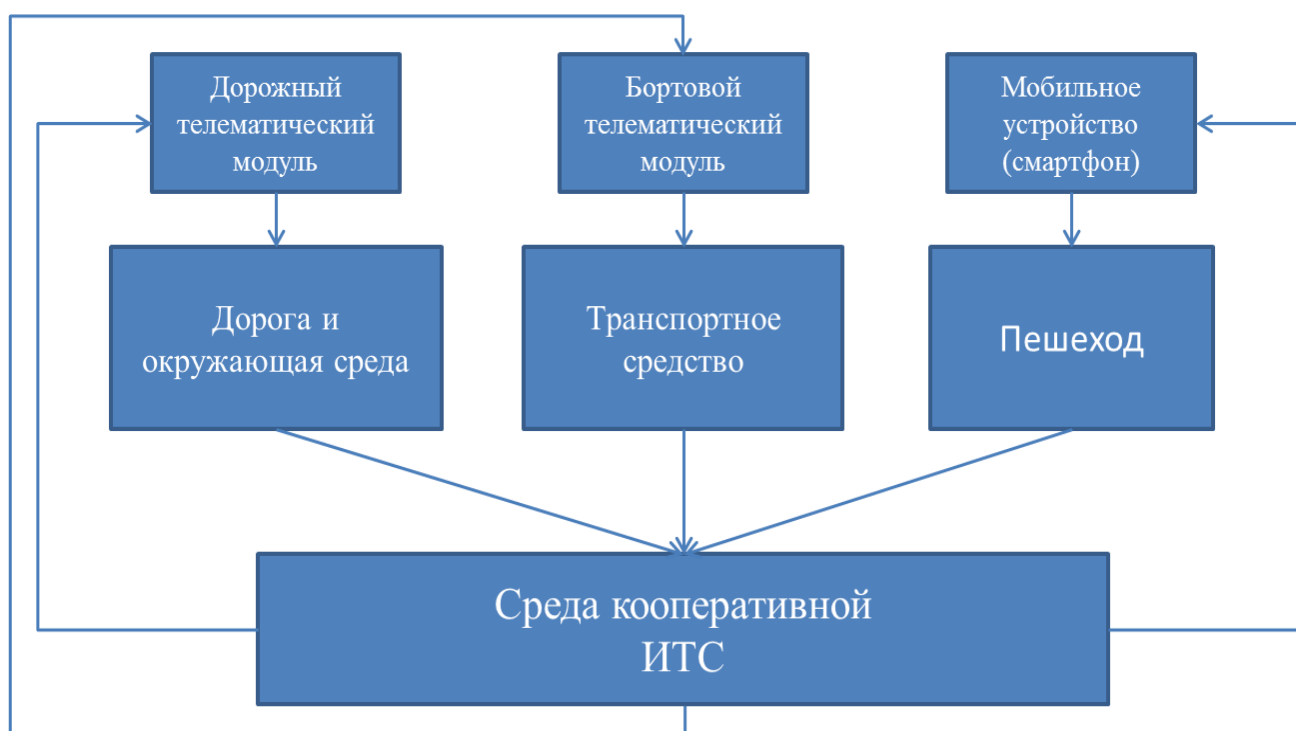 Дорожный
телематический
модуль
Бортовой
телематический
модуль
Мобильное
устройство
(смартфон)
Дорога и
окружающая среда
Транспортное
средство
Пешеход
Среда кооперативной
ИТС